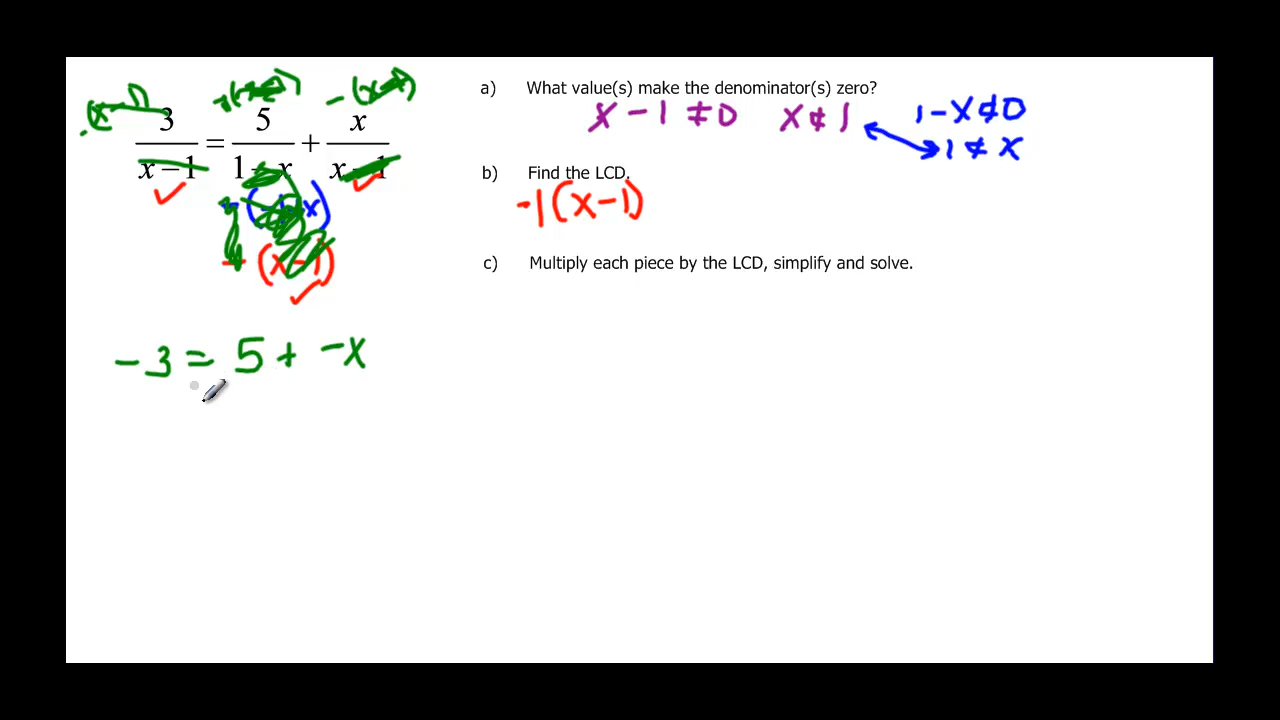 3/(x – 1) = 5/(1 – x) + x/(x – 1)
-3 = 5 + -x
a) What value(s) make the denominator(s) zero?
x - 1 ≠ 0 x ≠ 1 1 - x ≠ 0
1 ≠ x
b) Find the LCD.
-1(x - 1)
c) Multiply each piece by the LCD, simplify and solve.